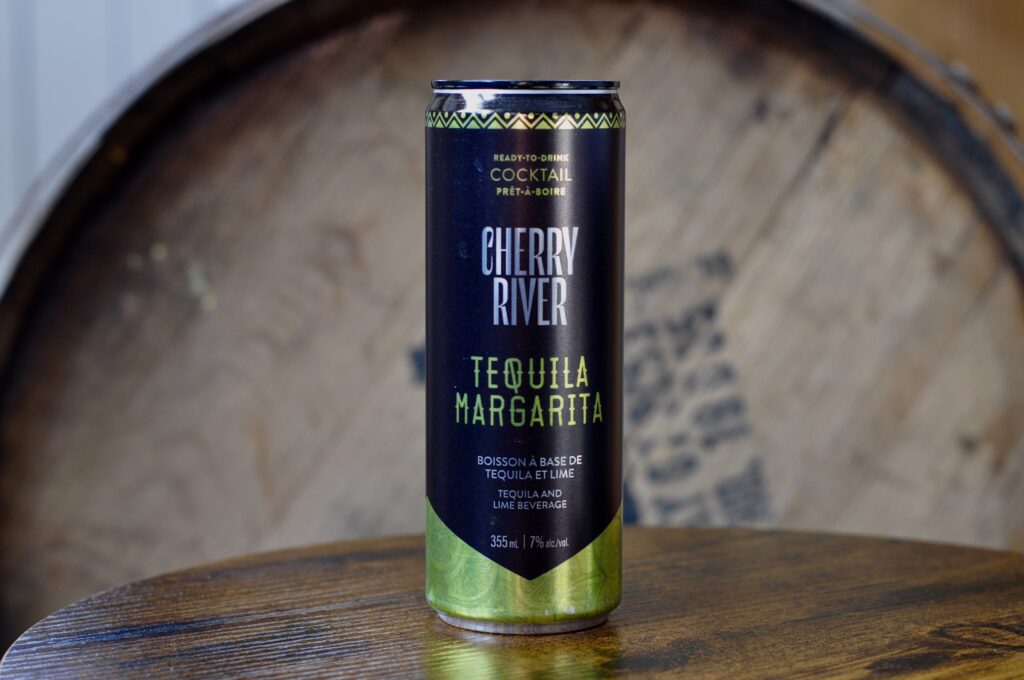 READY-TO-DRINK
COCKTAIL
PRÊT-À-BOIRE
CHERRY
RIVER
TEQUILA
MARGARITA
BOISSON À BASE DE
TEQUILA ET LIME
TEQUILA AND
LIME BEVERAGE
355 mL | 7% alc./vol.